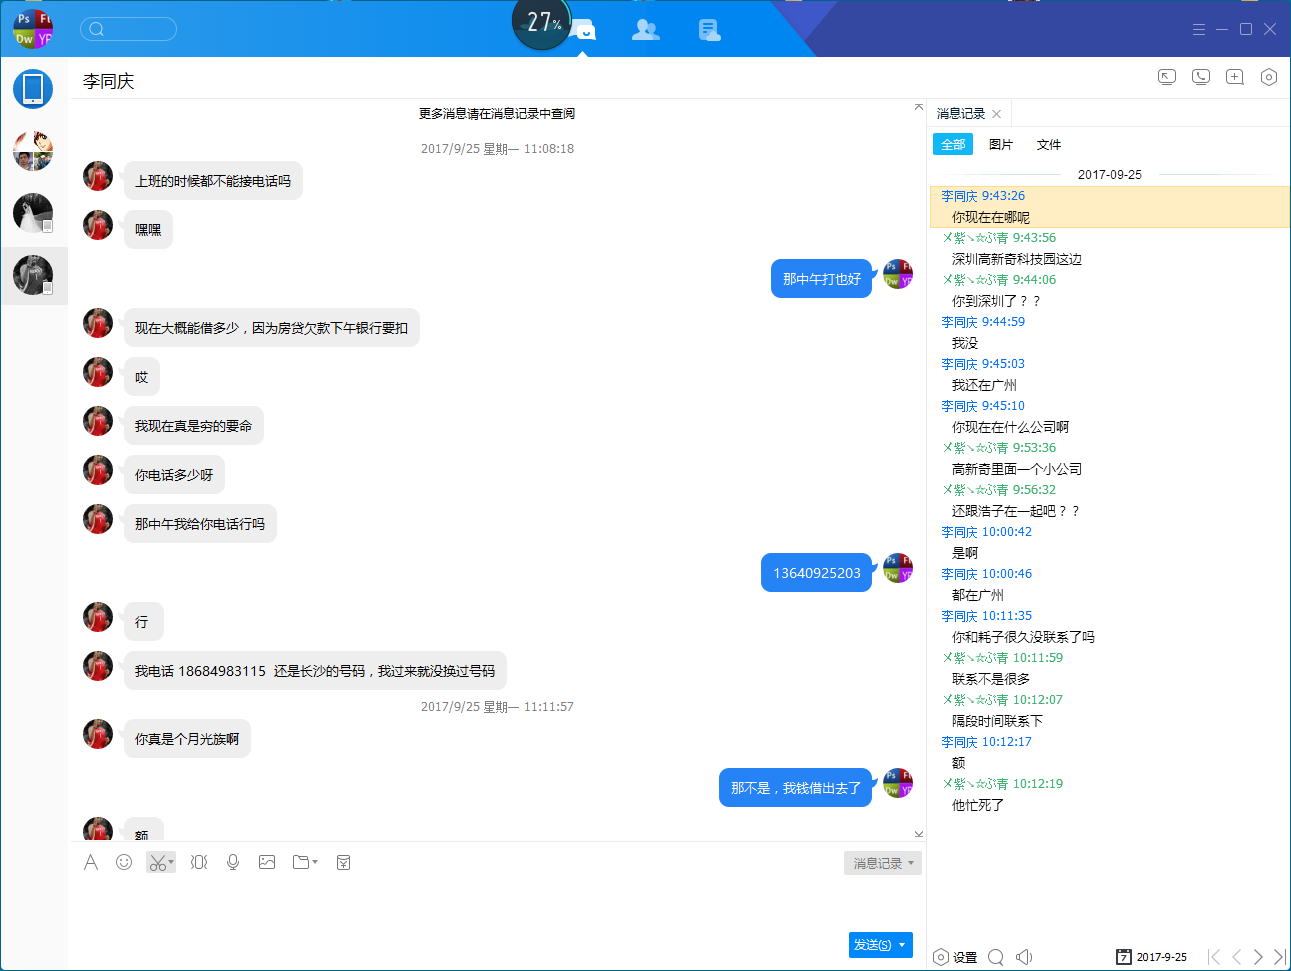 27%
李同庆
更多消息请在消息记录中查阅
2017/9/25 星期一 11:08:18
上班的时候都不能接电话吗
嘿嘿
那中午打也好
现在大概能借多少，因为房贷欠款下午银行要扣
哎
我现在真是穷的要命
你电话多少呀
那中午我给你电话行吗
13640925203
行
我电话 18684983115  还是长沙的号码，我过来就没换过号码
2017/9/25 星期一 11:11:57
你真是个月光族啊
那不是，我钱借出去了
额
消息记录
发送(S)
消息记录
全部 图片 文件
2017-09-25
李同庆 9:43:26
你现在在哪呢
メ紫↘☆ぷ青 9:43:56
深圳高新奇科技园这边
メ紫↘☆ぷ青 9:44:06
你到深圳了？？
李同庆 9:44:59
我没
李同庆 9:45:03
我还在广州
李同庆 9:45:10
你现在在什么公司啊
メ紫↘☆ぷ青 9:53:36
高新奇里面一个小公司
メ紫↘☆ぷ青 9:56:32
还跟浩子在一起吧？？
李同庆 10:00:42
是啊
李同庆 10:00:46
都在广州
李同庆 10:11:35
你和耗子很久没联系了吗
メ紫↘☆ぷ青 10:11:59
联系不是很多
メ紫↘☆ぷ青 10:12:07
隔段时间联系下
李同庆 10:12:17
额
メ紫↘☆ぷ青 10:12:19
他忙死了
设置
7 2017-9-25